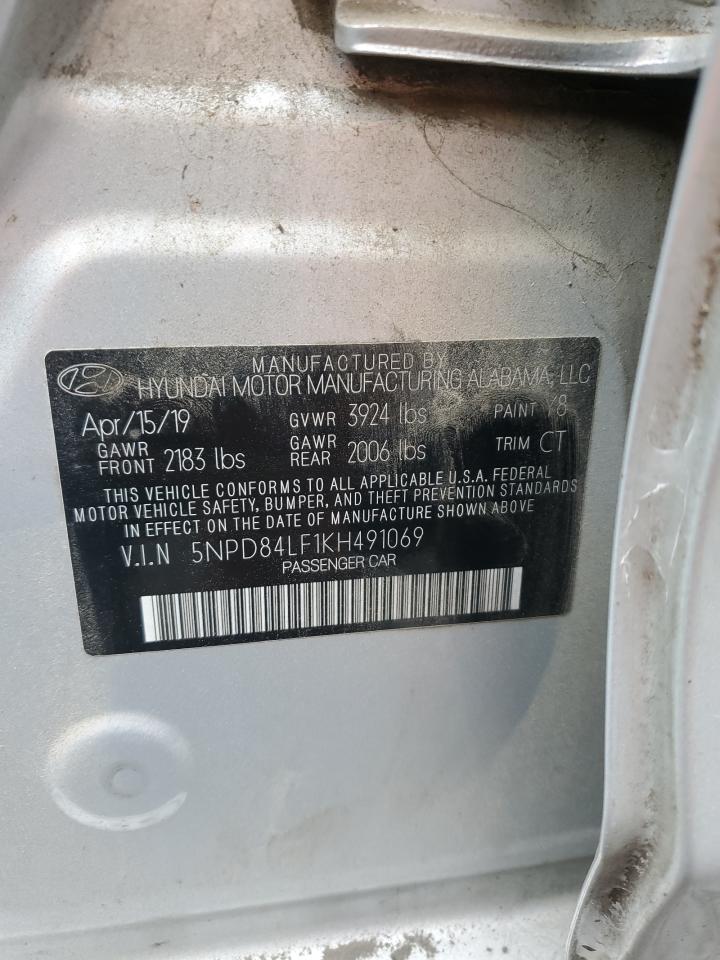 MANUFACTURED BY
HYUNDAI MOTOR MANUFACTURING ALABAMA, LLC
Apr/15/19 GVWR 3924 lbs PAINT
GAWR FRONT 2183 lbs GAWR REAR 2006 lbs TRIM CT
THIS VEHICLE CONFORMS TO ALL APPLICABLE U.S.A. FEDERAL
MOTOR VEHICLE SAFETY, BUMPER, AND THEFT PREVENTION STANDARDS
IN EFFECT ON THE DATE OF MANUFACTURE SHOWN ABOVE
V.I.N 5NPD84LF1KH491069
PASSENGER CAR